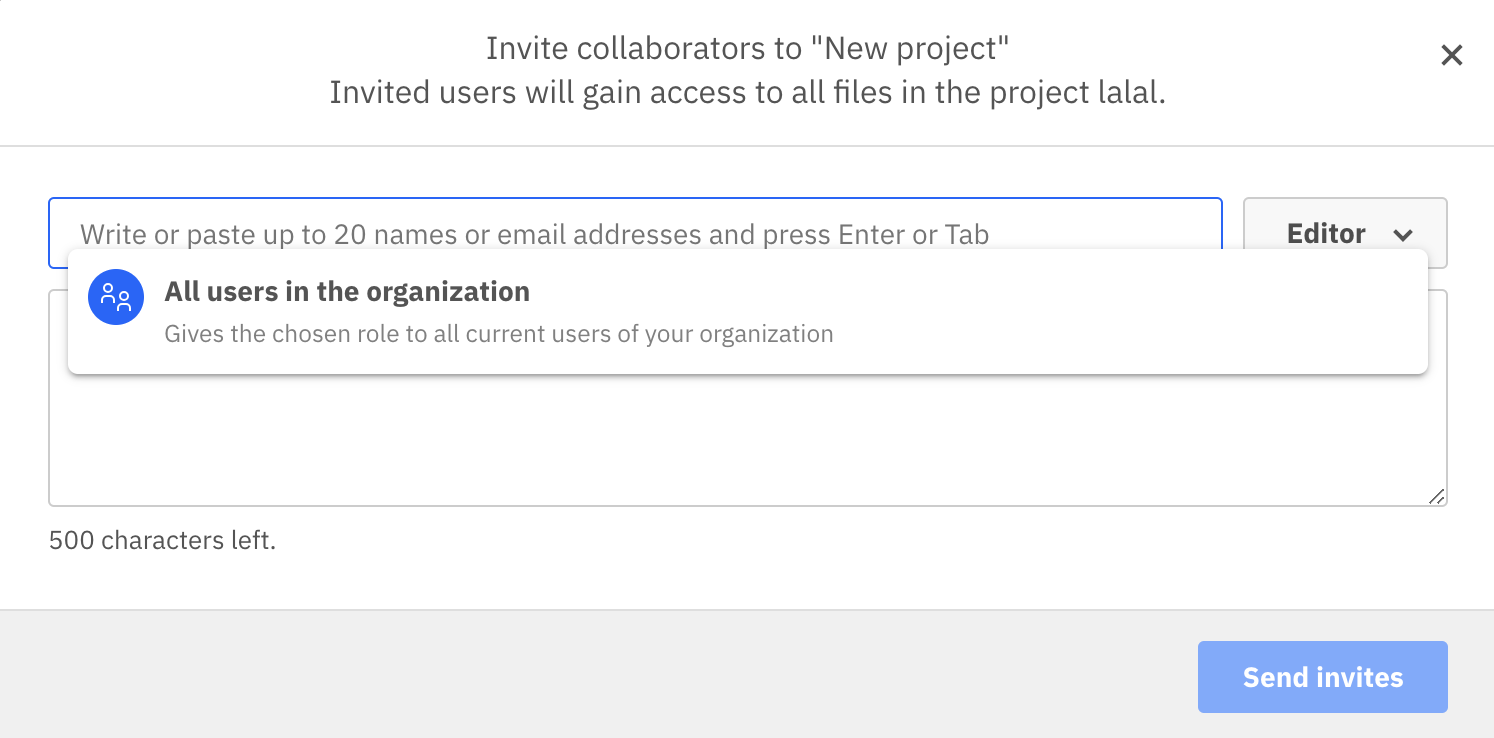 Invite collaborators to "New project"
Invited users will gain access to all files in the project lalal.
Write or paste up to 20 names or email addresses and press Enter or Tab
Editor
All users in the organization
Gives the chosen role to all current users of your organization
500 characters left.
Send invites